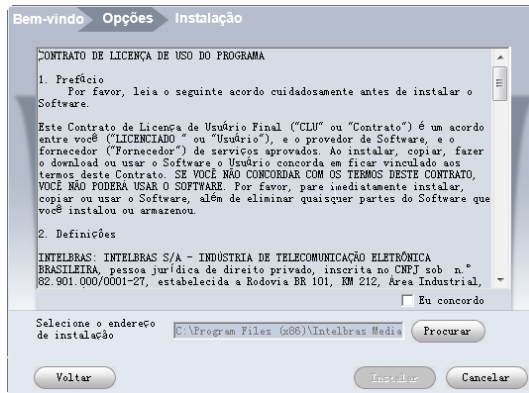 Bem-vindo Opções Instalação
CONTRATO DE LICENÇA DE USO DO PROGRAMA
1. Prefácio
Por favor, leia o seguinte acordo cuidadosamente antes de instalar o
Software.
Este Contrato de Licença de Usuário Final ("CLU" ou "Contrato") é um acordo
entre você ("LICENCIADO " ou "Usuário"), e o provedor de Software, e o
fornecedor ("Fornecedor") de serviços aprovados. Ao instalar, copiar, fazer
o download ou usar o Software o Usuário concorda em ficar vinculado aos
termos deste Contrato. SE VOCÊ NÃO CONCORDAR COM OS TERMOS DESTE CONTRATO,
VOCÊ NÃO PODERÁ USAR O SOFTWARE. Por favor, pare imediatamente instalar,
copiar ou usar o Software, além de eliminar quaisquer partes do Software que
você instalou ou armazenou.
2. Definições
INTELBRAS: INTELBRAS S/A - INDÚSTRIA DE TELECOMUNICAÇÃO ELETRÔNICA
BRASILEIRA, pessoa jurídica de direito privado, inscrita no CNPJ sob n.°
82.901.000/0001-27, estabelecida a Rodovia BR 101, KM 212, Área Industrial,
Eu concordo
Selecione o endereço
de instalação
C:\Program Files (x86)\Intelbras Media
Procurar
Voltar
Instalar
Cancelar